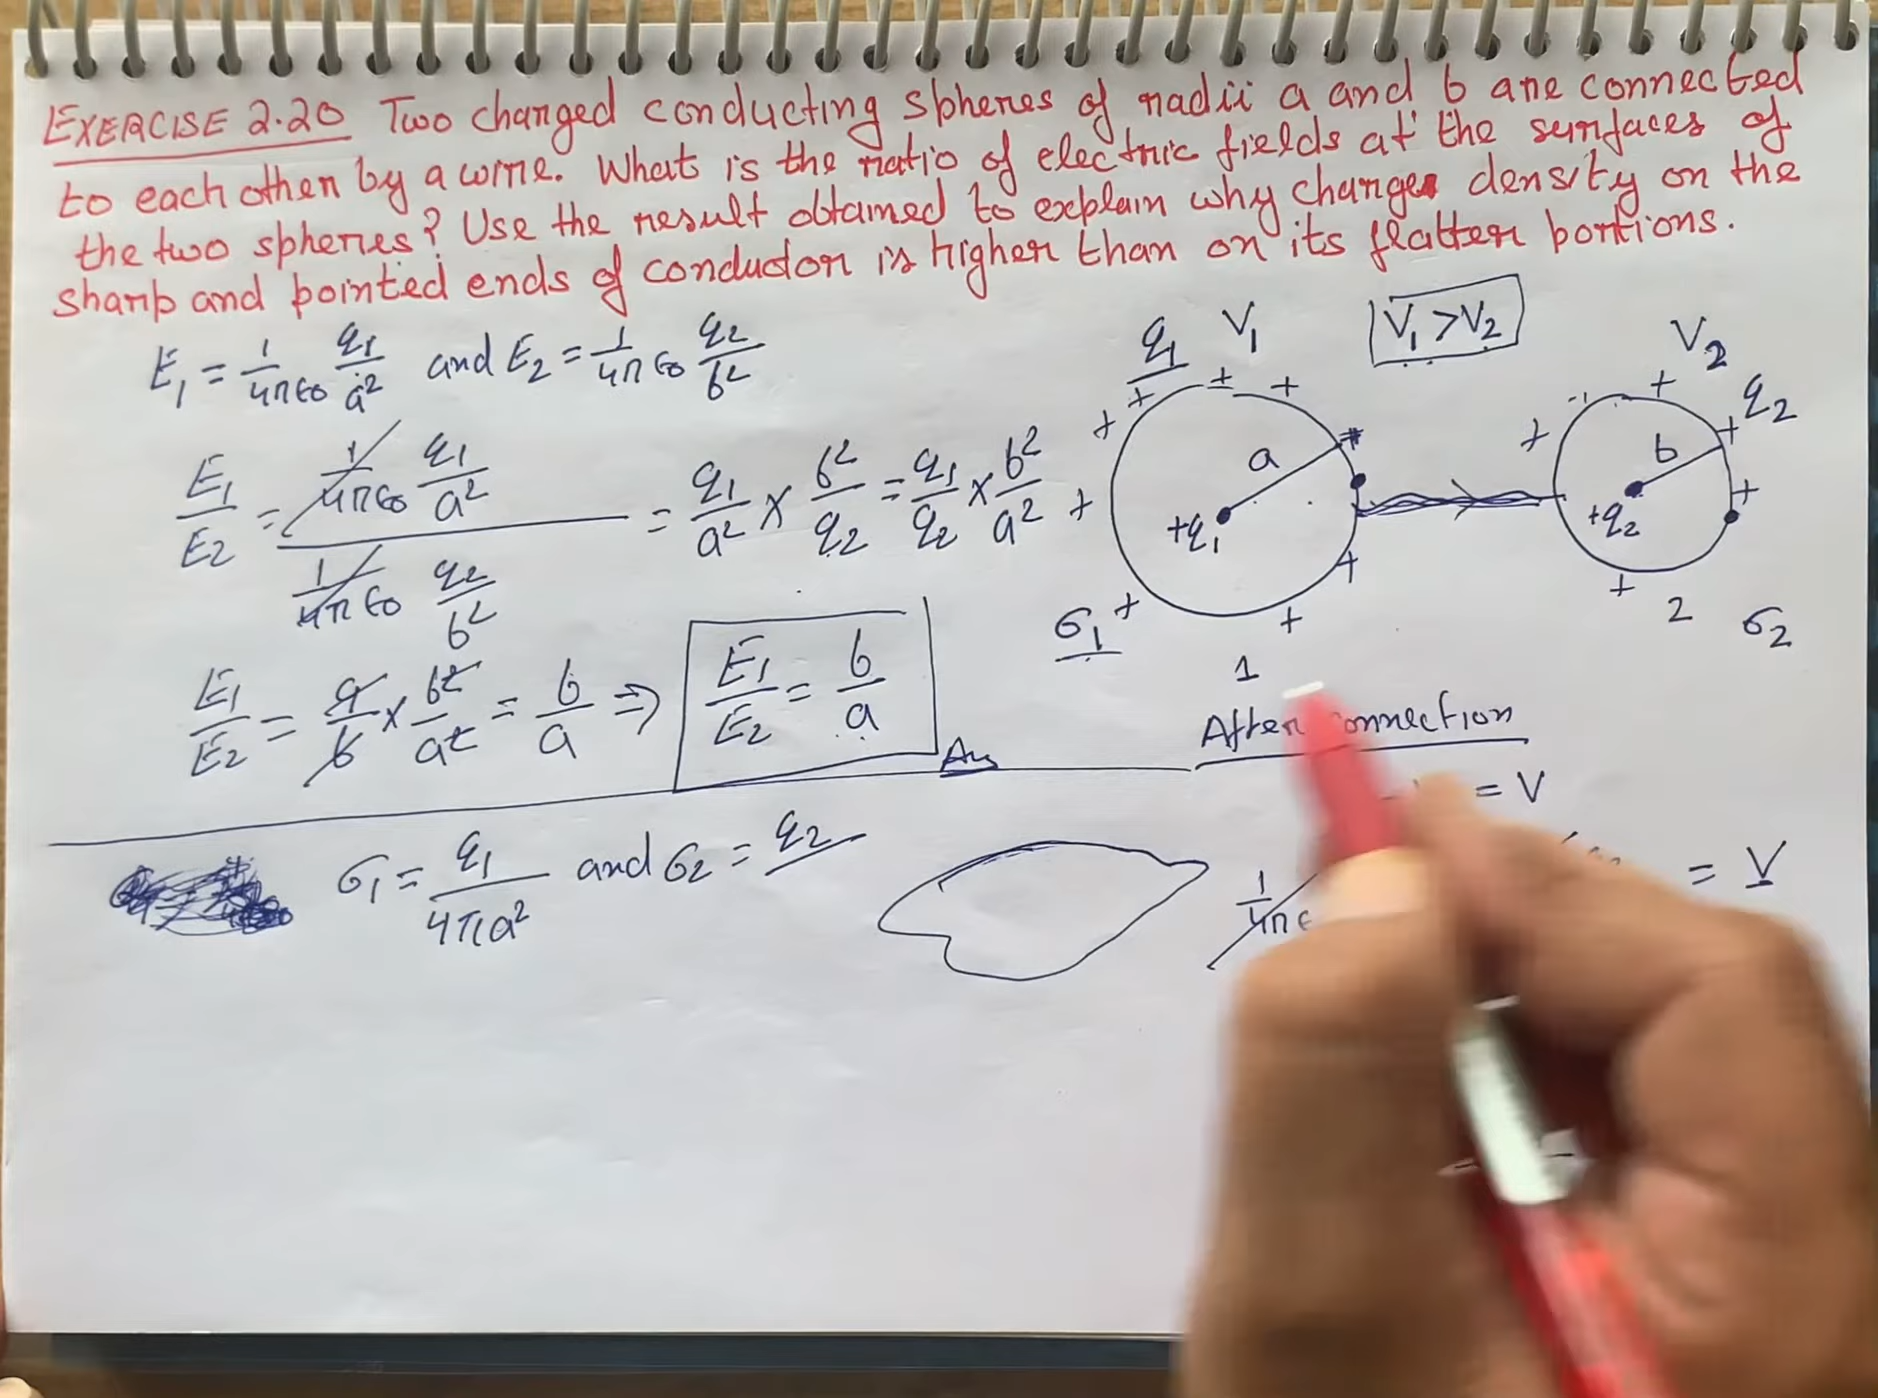 EXERCISE 2.20 Two charged conducting spheres of radii a and b are connected
to each other by a wire. What is the ratio of electric fields at the surfaces of
the two spheres? Use the result obtained to explain why charge density on the
sharp and pointed ends of conductor is higher than on its flatter portions.
E₁ = 1/4πϵ₀ q₁/a² and E₂ = 1/4πϵ₀ q₂/b²
q₁ V₁ V₁ > V₂ V₂ q₂
E₁/E₂ = (1/4πϵ₀ q₁/a²)/(1/4πϵ₀ q₂/b²) = q₁/a² × b²/q₂ = q₁/q₂ × b²/a²
a +q₁ b +q₂
σ₁ 1 2 σ₂
E₁/E₂ = a/b × b²/a² = b/a ⇒ E₁/E₂ = b/a Ans
After connection
= V
σ₁ = q₁/4πa² and σ₂ = q₂
1/4πϵ = V